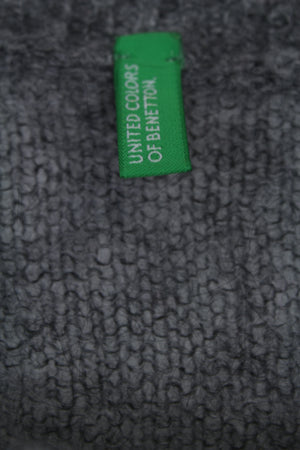 UNITED COLORS
OF BENETTON.